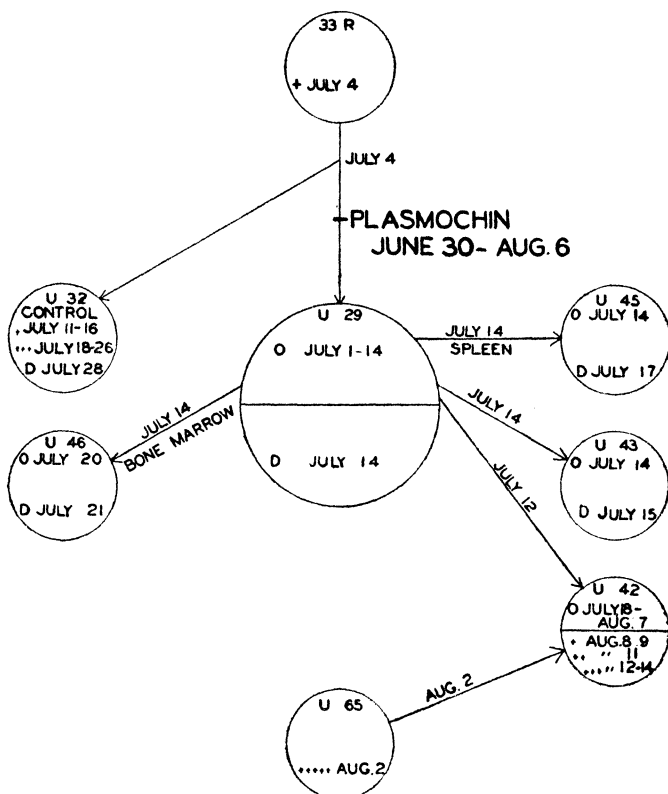 33 R
+ JULY 4
JULY 4
PLASMOCHIN
JUNE 30 - AUG. 6
U 32
CONTROL
+ JULY 11-16
+++ JULY 18-26
D JULY 28
U 29
O JULY 1-14
D JULY 14
JULY 14
SPLEEN
U 45
O JULY 14
D JULY 17
JULY 14
BONE MARROW
U 46
O JULY 20
D JULY 21
JULY 14
U 43
O JULY 14
D JULY 15
JULY 12
U 42
O JULY 18-
AUG. 7
+ AUG. 8 9
++ " 11
++++ " 12-14
AUG. 2
U 65
+++++ AUG. 2